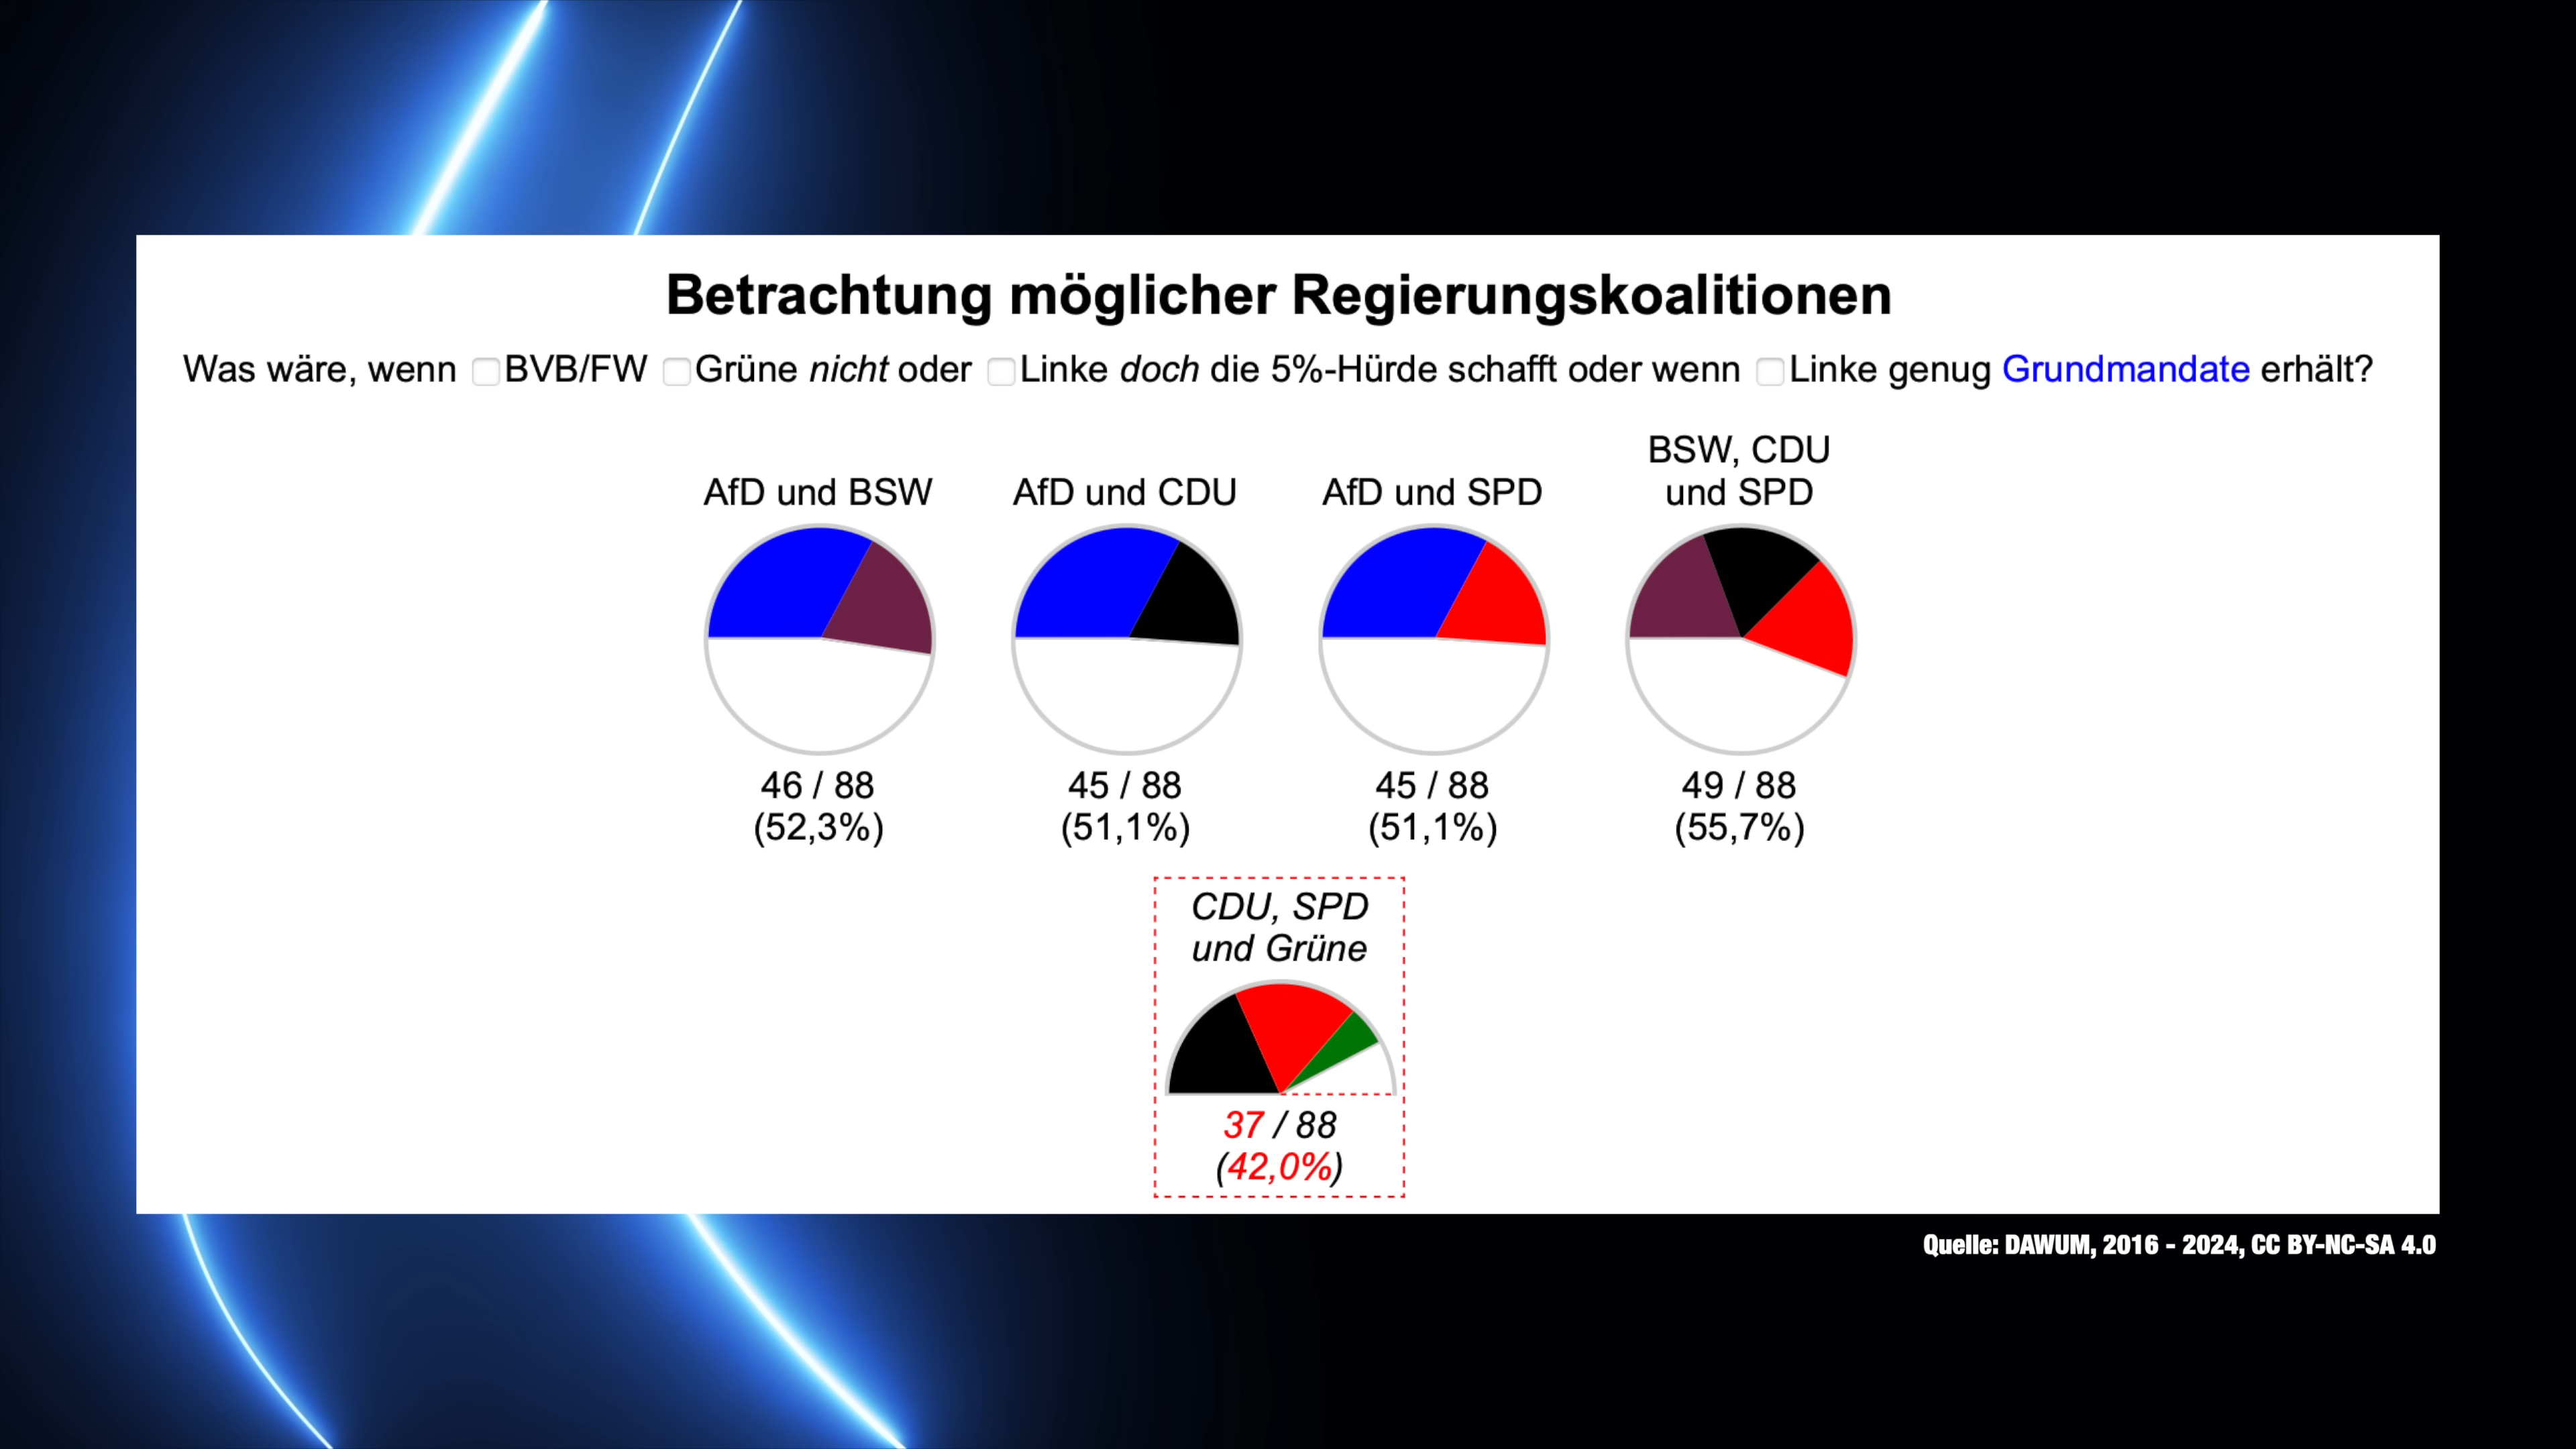 Betrachtung möglicher Regierungskoalitionen
Was wäre, wenn BVB/FW Grüne nicht oder Linke doch die 5%-Hürde schafft oder wenn Linke genug Grundmandate erhält?
AfD und BSW
46 / 88
(52,3%)
AfD und CDU
45 / 88
(51,1%)
AfD und SPD
45 / 88
(51,1%)
BSW, CDU
und SPD
49 / 88
(55,7%)
CDU, SPD
und Grüne
37 / 88
(42,0%)
Quelle: DAWUM, 2016 - 2024, CC BY-NC-SA 4.0